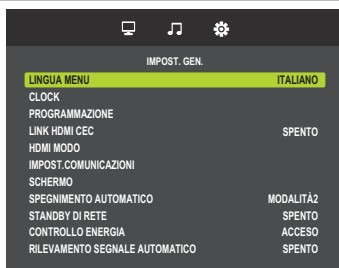 IMPOST. GEN.
LINGUA MENU ITALIANO
CLOCK
PROGRAMMAZIONE
LINK HDMI CEC SPENTO
HDMI MODO
IMPOST.COMUNICAZIONI
SCHERMO
SPEGNIMENTO AUTOMATICO MODALITÀ2
STANDBY DI RETE SPENTO
CONTROLLO ENERGIA ACCESO
RILEVAMENTO SEGNALE AUTOMATICO SPENTO